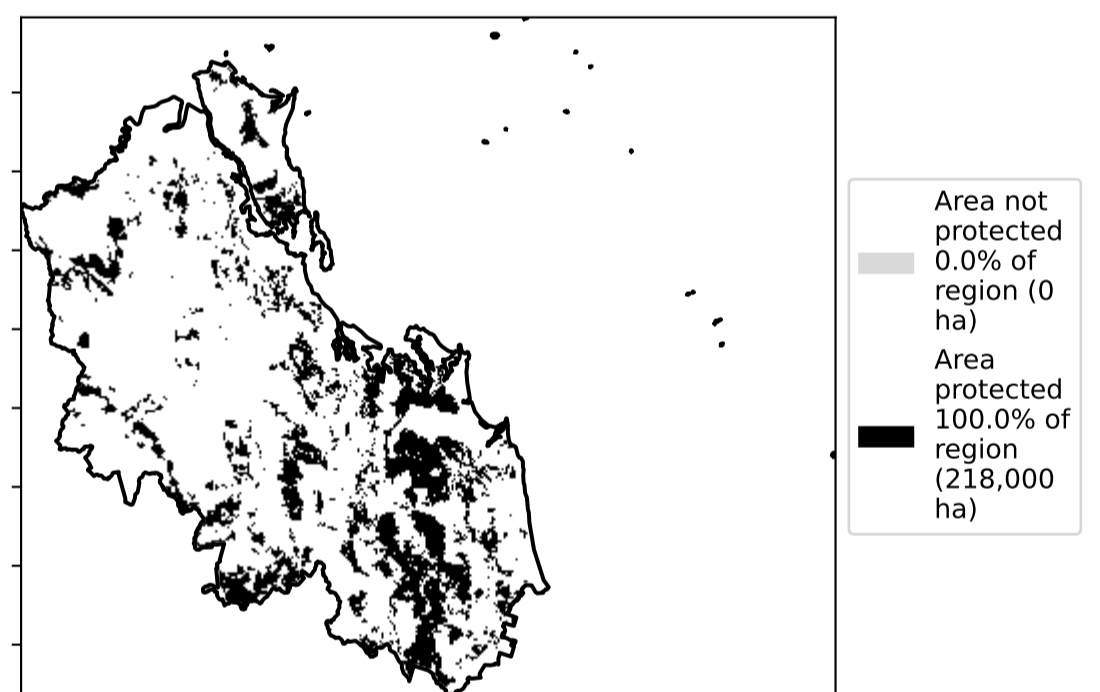 Area not
protected
0.0% of
region (0
ha)
Area
protected
100.0% of
region
(218,000
ha)